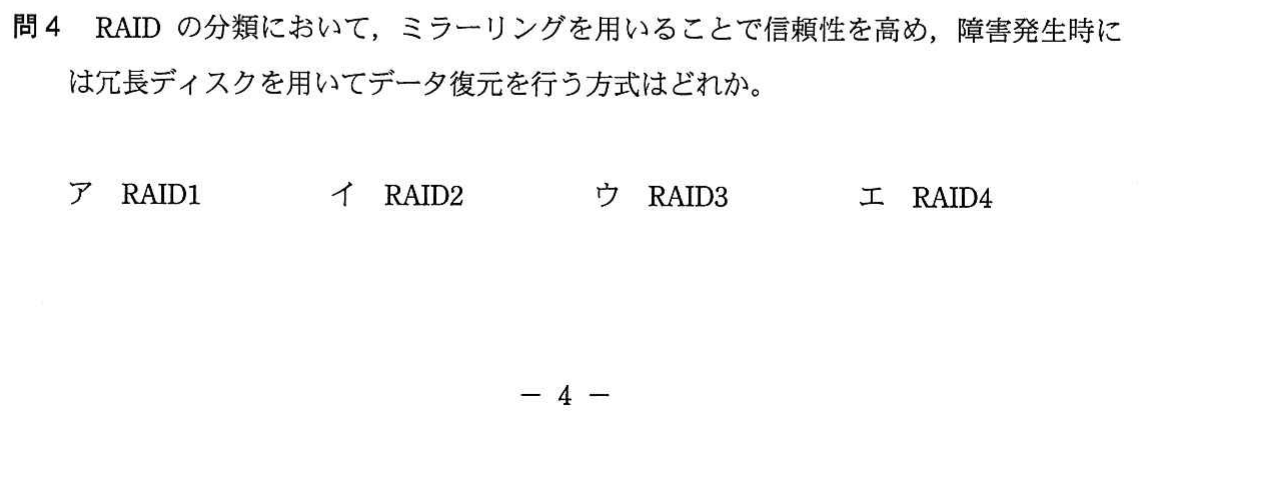 問4 RAID の分類において，ミラーリングを用いることで信頼性を高め，障害発生時に
は冗長ディスクを用いてデータ復元を行う方式はどれか。
ア RAID1 イ RAID2 ウ RAID3 エ RAID4
― 4 ―